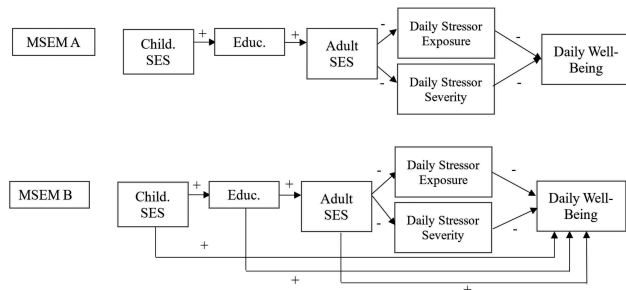 MSEM A
Child.
SES
+
Educ.
+
Adult
SES
-
-
Daily Stressor
Exposure
Daily Stressor
Severity
-
-
Daily Well-
Being
MSEM B
Child.
SES
+
Educ.
+
Adult
SES
-
-
Daily Stressor
Exposure
Daily Stressor
Severity
-
-
Daily Well-
Being
+
+
+